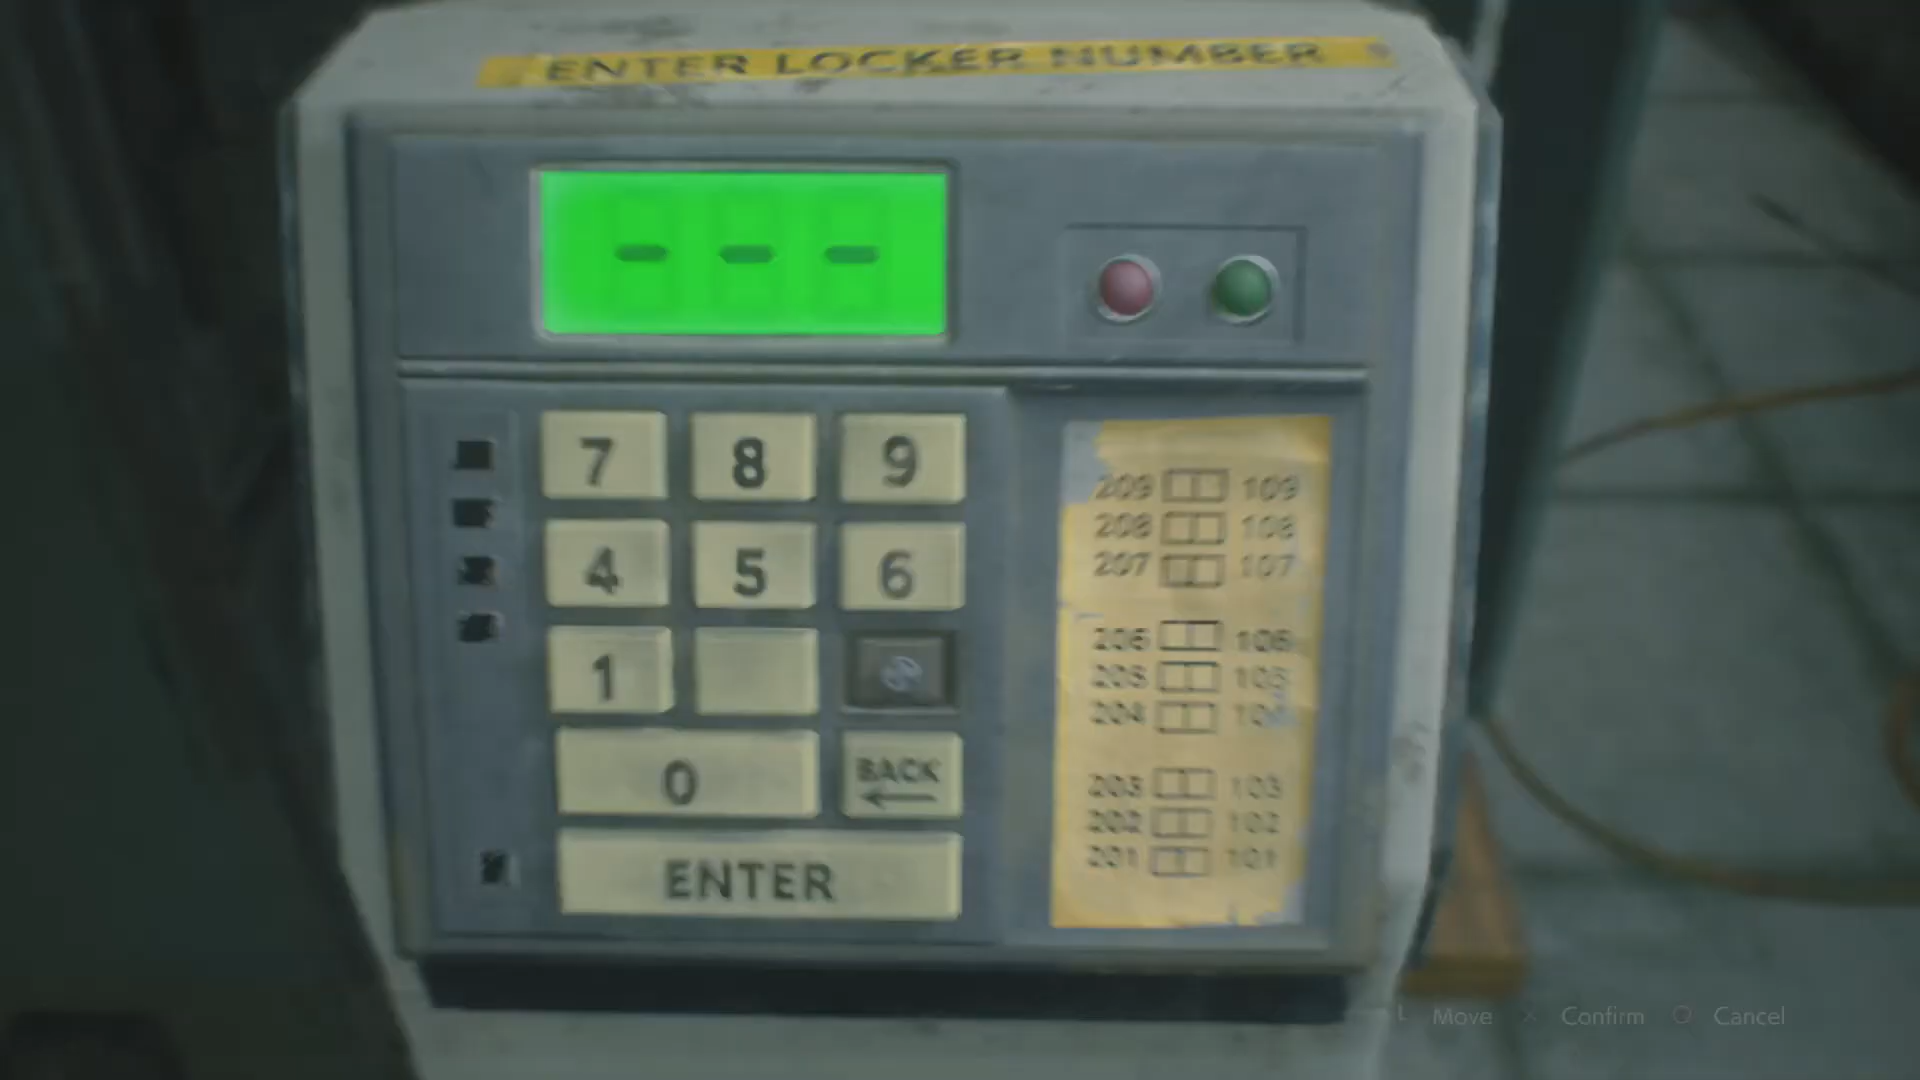 ENTER LOCKER NUMBER
7 8 9
4 5 6
1
0 BACK
ENTER
209 109
208 108
207 107
206 106
205 105
204
203 103
202 102
201 101
Move Confirm Cancel